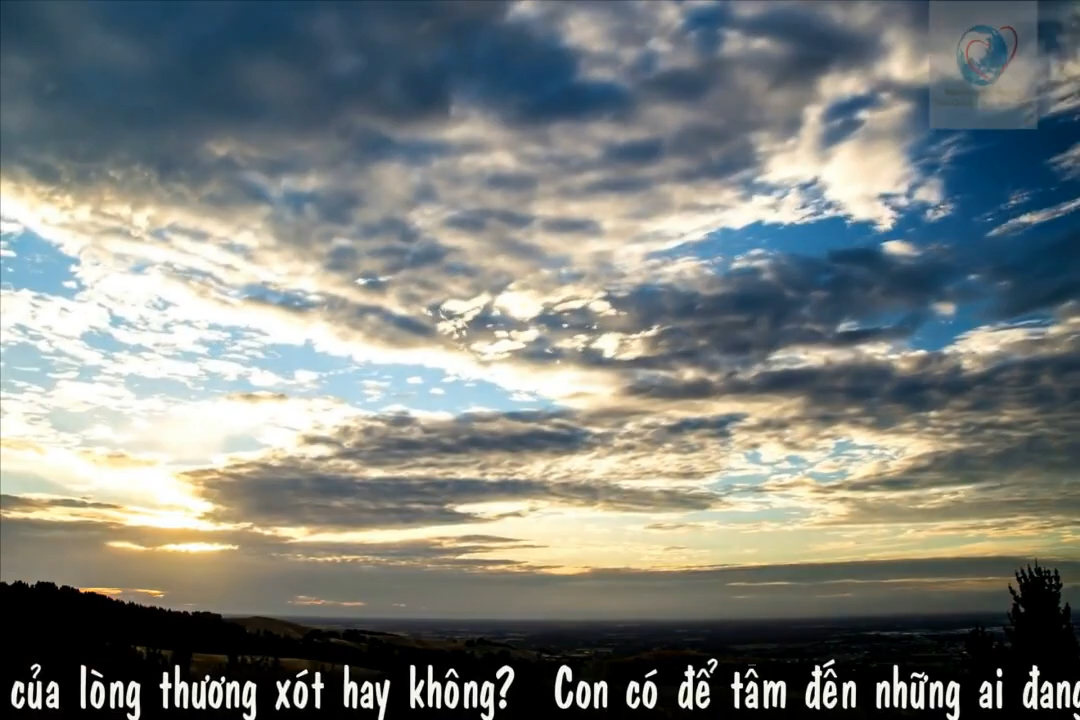 của lòng thương xót hay không? Con có để tâm đến những ai đang